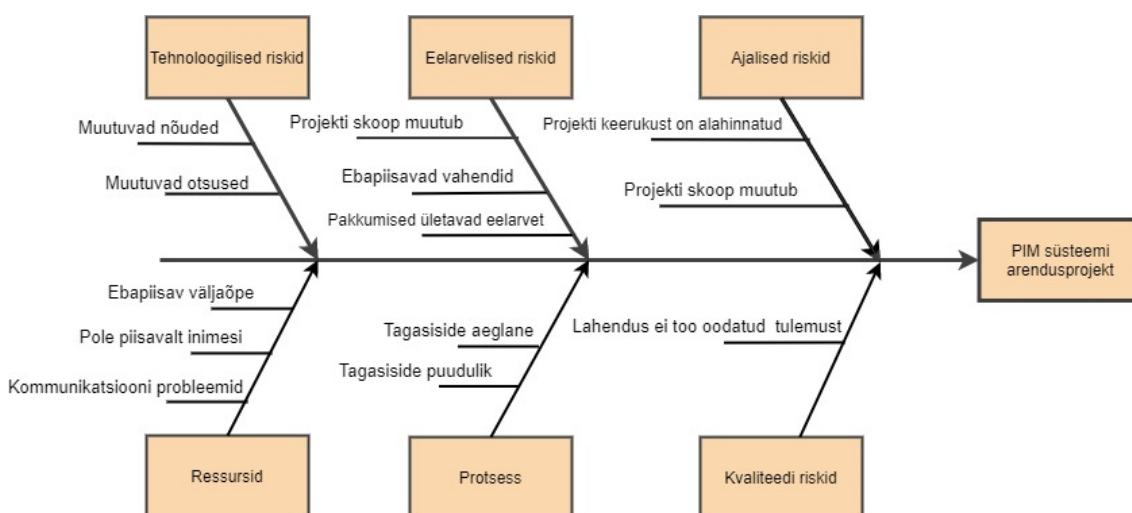 Tehnoloogilised riskid
Eelarvelised riskid
Ajalised riskid
Muutuvad nõuded
Muutuvad otsused
Projekti skoop muutub
Ebapiisavad vahendid
Pakkumised ületavad eelarvet
Projekti keerukust on alahinnatud
Projekti skoop muutub
PIM süsteemi
arendusprojekt
Ebapiisav väljaõpe
Pole piisavalt inimesi
Kommunikatsiooni probleemid
Tagasiside aeglane
Tagasiside puudulik
Lahendus ei too oodatud tulemust
Ressursid
Protsess
Kvaliteedi riskid